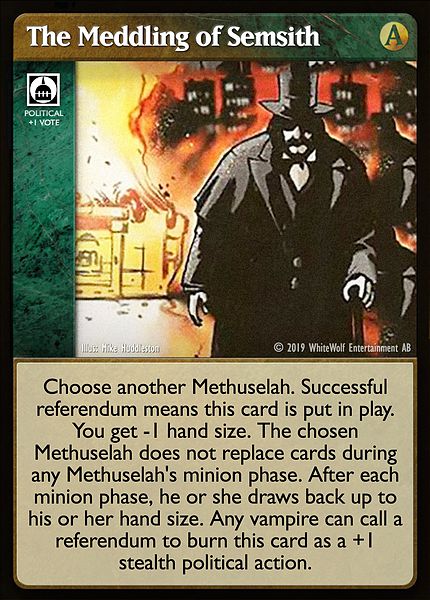 The Meddling of Semsith
A
POLITICAL
+1 VOTE
Illus: Mike Huddleston
© 2019 WhiteWolf Entertainment AB
Choose another Methuselah. Successful
referendum means this card is put in play.
You get -1 hand size. The chosen
Methuselah does not replace cards during
any Methuselah's minion phase. After each
minion phase, he or she draws back up to
his or her hand size. Any vampire can call a
referendum to burn this card as a +1
stealth political action.